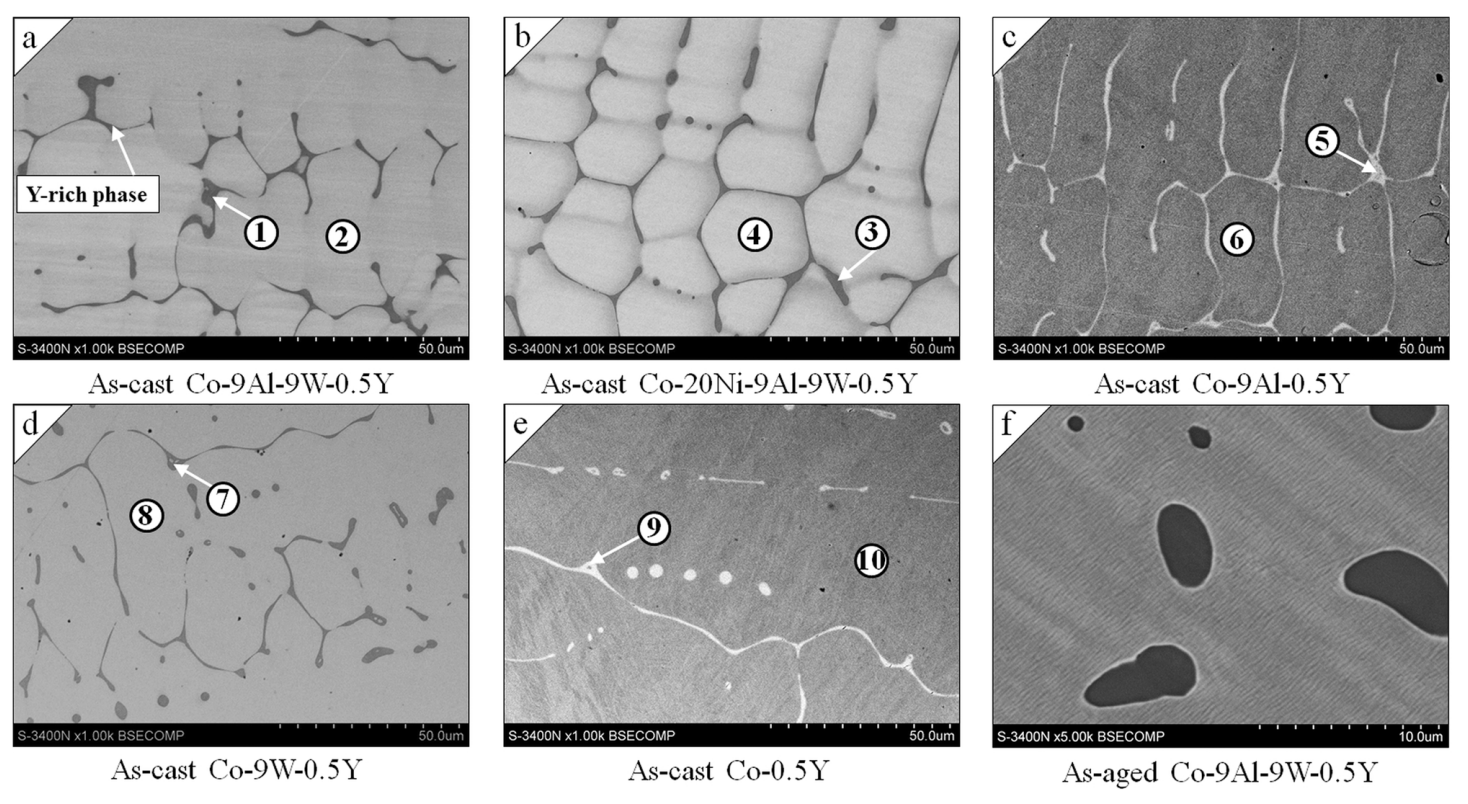 a
Y-rich phase
1
2
S-3400N x1.00k BSECOMP
50.0um
As-cast Co-9Al-9W-0.5Y
b
4
3
S-3400N x1.00k BSECOMP
50.0um
As-cast Co-20Ni-9Al-9W-0.5Y
c
5
6
S-3400N x1.00k BSECOMP
50.0um
As-cast Co-9Al-0.5Y
d
7
8
S-3400N x1.00k BSECOMP
50.0um
As-cast Co-9W-0.5Y
e
9
10
S-3400N x1.00k BSECOMP
50.0um
As-cast Co-0.5Y
f
S-3400N x5.00k BSECOMP
10.0um
As-aged Co-9Al-9W-0.5Y